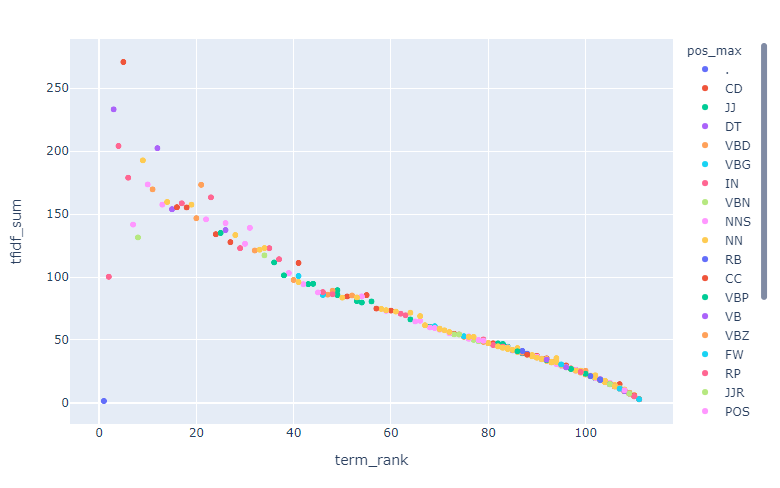 pos_max
.
CD
JJ
DT
VBD
VBG
IN
VBN
NNS
NN
RB
CC
VBP
VB
VBZ
FW
RP
JJR
POS
tfidf_sum
250
200
150
100
50
0
0 20 40 60 80 100
term_rank